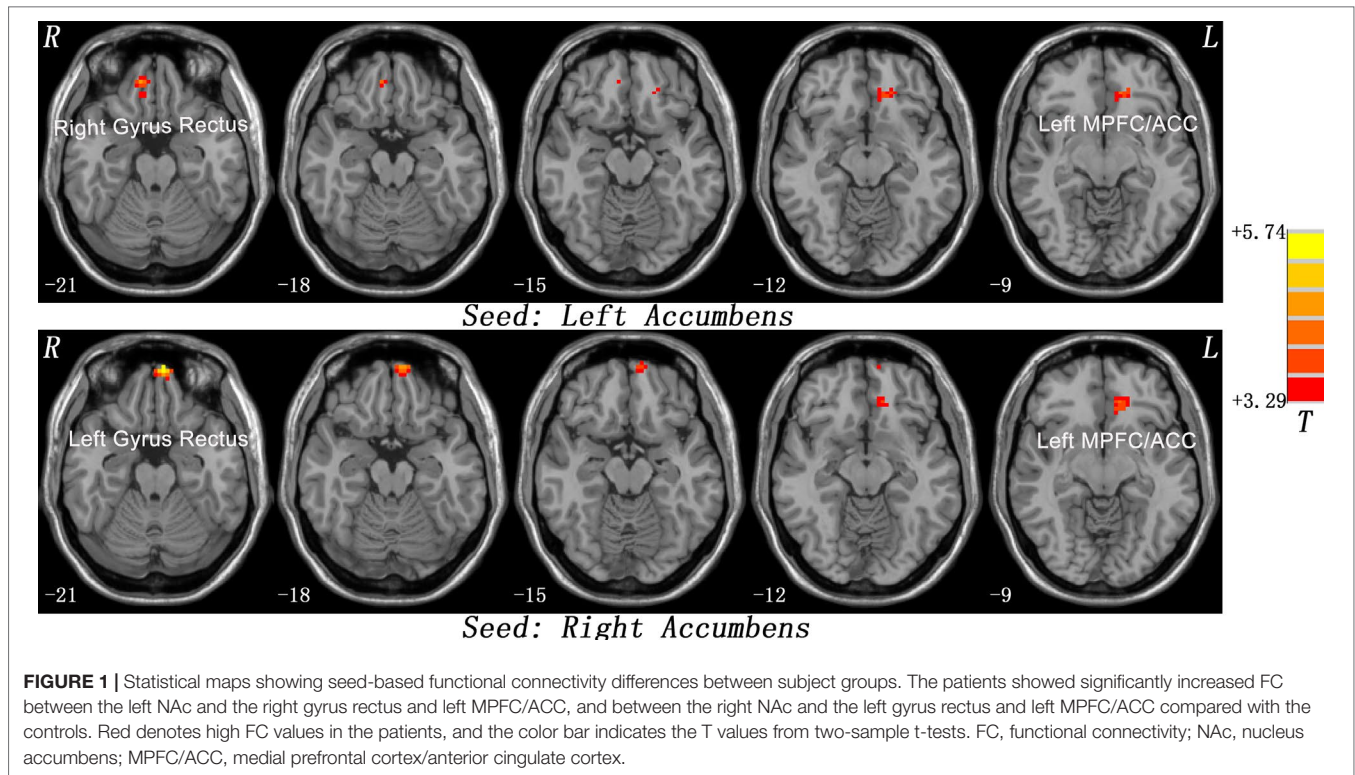 R
L
Right Gyrus Rectus
Left MPFC/ACC
-21
-18
-15
-12
-9
Seed: Left Accumbens
R
L
Left Gyrus Rectus
Left MPFC/ACC
-21
-18
-15
-12
-9
Seed: Right Accumbens
+5.74
+3.29
T
FIGURE 1 | Statistical maps showing seed-based functional connectivity differences between subject groups. The patients showed significantly increased FC
between the left NAc and the right gyrus rectus and left MPFC/ACC, and between the right NAc and the left gyrus rectus and left MPFC/ACC compared with the
controls. Red denotes high FC values in the patients, and the color bar indicates the T values from two-sample t-tests. FC, functional connectivity; NAc, nucleus
accumbens; MPFC/ACC, medial prefrontal cortex/anterior cingulate cortex.